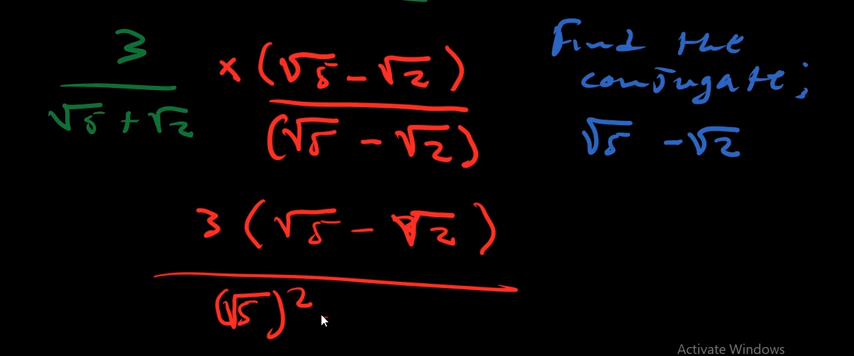 3 / (√5 + √2) × (√5 − √2) / (√5 − √2)
Find the
conjugate;
√5 − √2
3 (√5 − √2) / (√5)²
Activate Windows